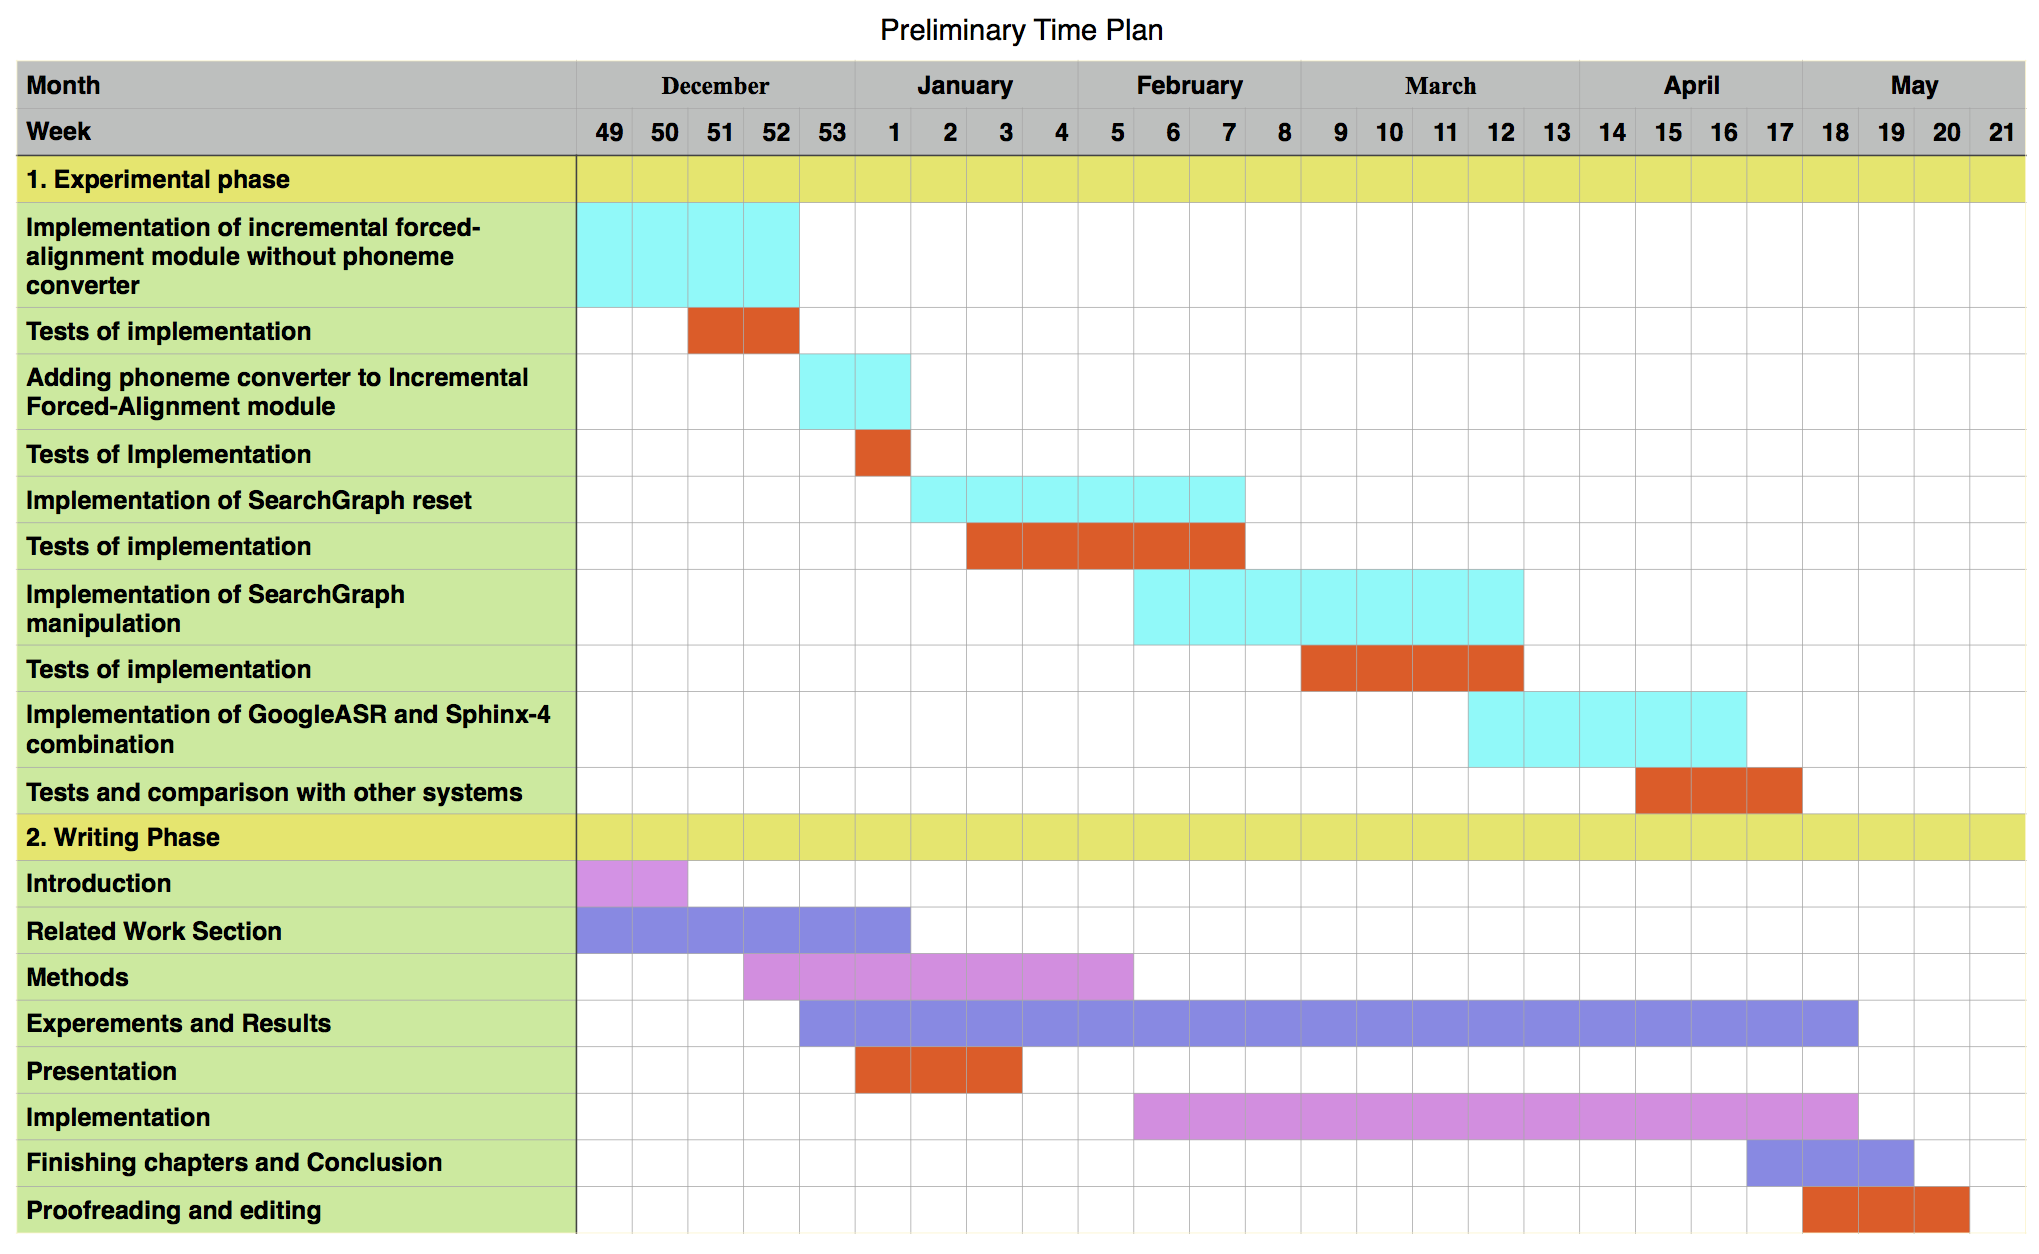 Preliminary Time Plan
Month December January February March April May
Week 49 50 51 52 53 1 2 3 4 5 6 7 8 9 10 11 12 13 14 15 16 17 18 19 20 21
1. Experimental phase
Implementation of incremental forced-
alignment module without phoneme
converter
Tests of implementation
Adding phoneme converter to Incremental
Forced-Alignment module
Tests of Implementation
Implementation of SearchGraph reset
Tests of implementation
Implementation of SearchGraph
manipulation
Tests of implementation
Implementation of GoogleASR and Sphinx-4
combination
Tests and comparison with other systems
2. Writing Phase
Introduction
Related Work Section
Methods
Experements and Results
Presentation
Implementation
Finishing chapters and Conclusion
Proofreading and editing